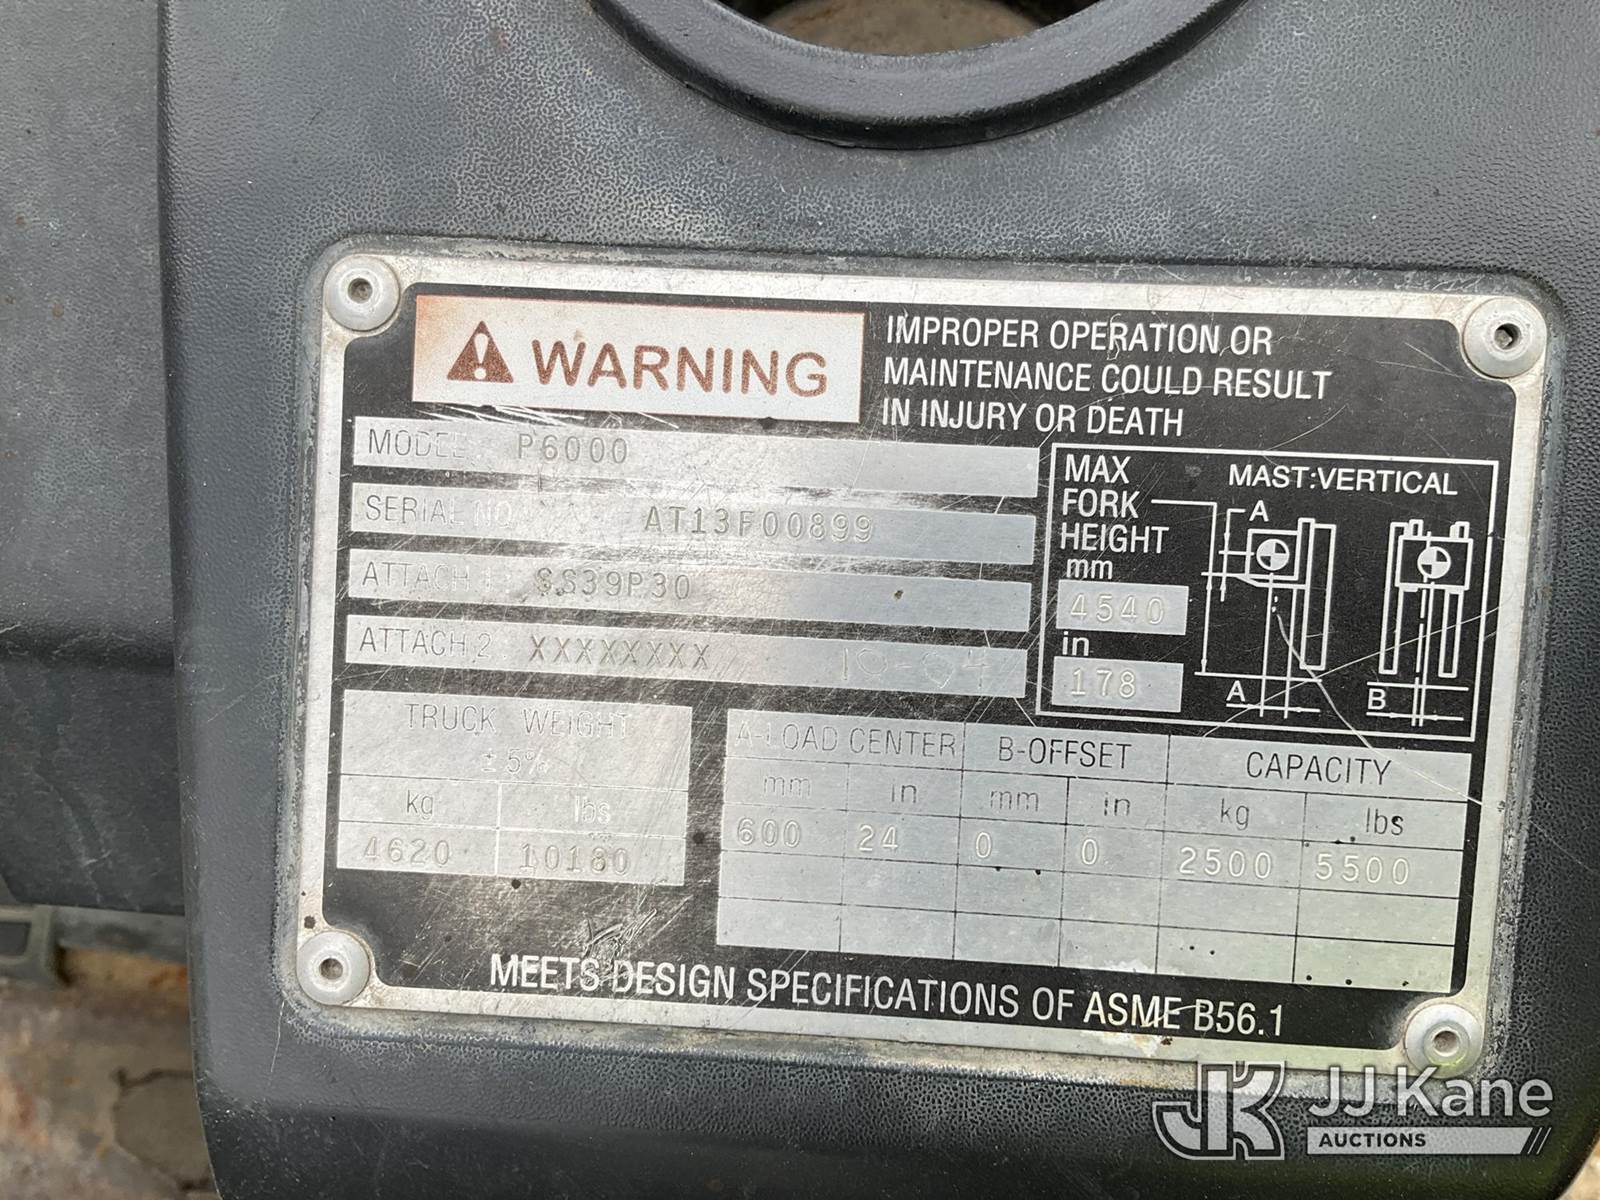 WARNING
IMPROPER OPERATION OR
MAINTENANCE COULD RESULT
IN INJURY OR DEATH
MODEL P6000
SERIAL NO. AT13F00899
ATTACH 1 SS39P30
ATTACH 2 XXXXXXXX 10-04
MAX
FORK
HEIGHT
mm
4540
in
178
MAST:VERTICAL
A
A
B
TRUCK WEIGHT
±5%
kg lbs
4620 10180
A-LOAD CENTER B-OFFSET CAPACITY
mm in mm in kg lbs
600 24 0 0 2500 5500
MEETS DESIGN SPECIFICATIONS OF ASME B56.1
JK JJ Kane
AUCTIONS